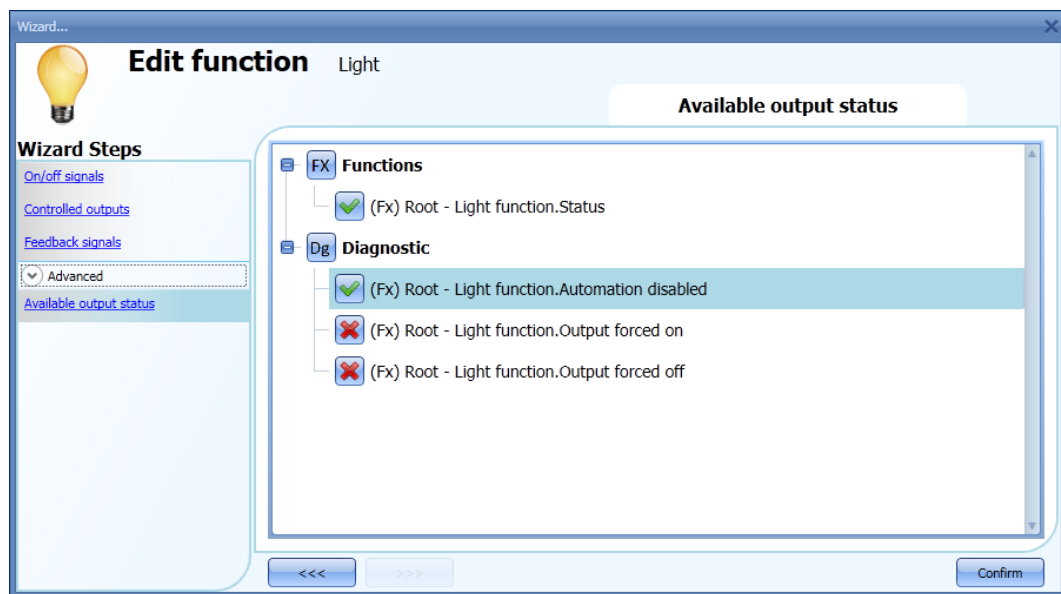 Wizard...
Edit function Light
Available output status
Wizard Steps
On/off signals
Controlled outputs
Feedback signals
Advanced
Available output status
FX Functions
(Fx) Root - Light function.Status
Dg Diagnostic
(Fx) Root - Light function.Automation disabled
(Fx) Root - Light function.Output forced on
(Fx) Root - Light function.Output forced off
<<< >>> Confirm